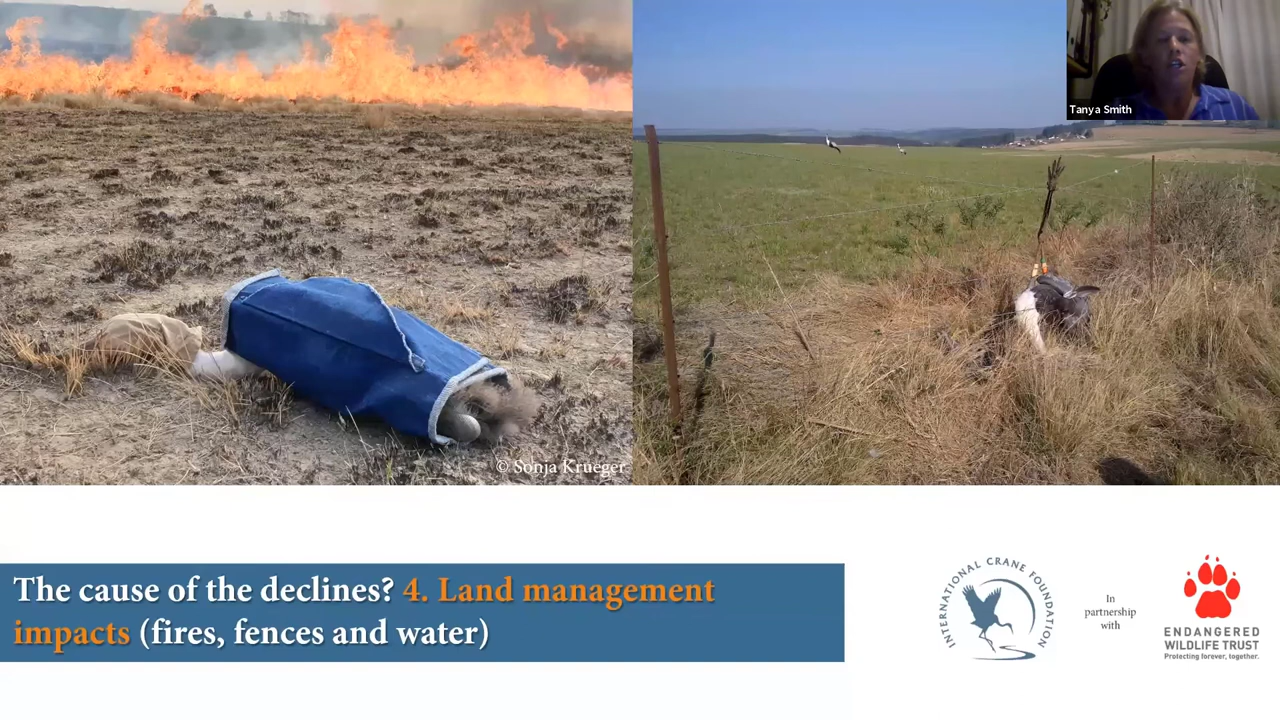 Tanya Smith
© Sonja Krueger
The cause of the declines? 4. Land management
impacts (fires, fences and water)
INTERNATIONAL CRANE FOUNDATION
In
partnership
with
ENDANGERED
WILDLIFE TRUST
Protecting forever, together.